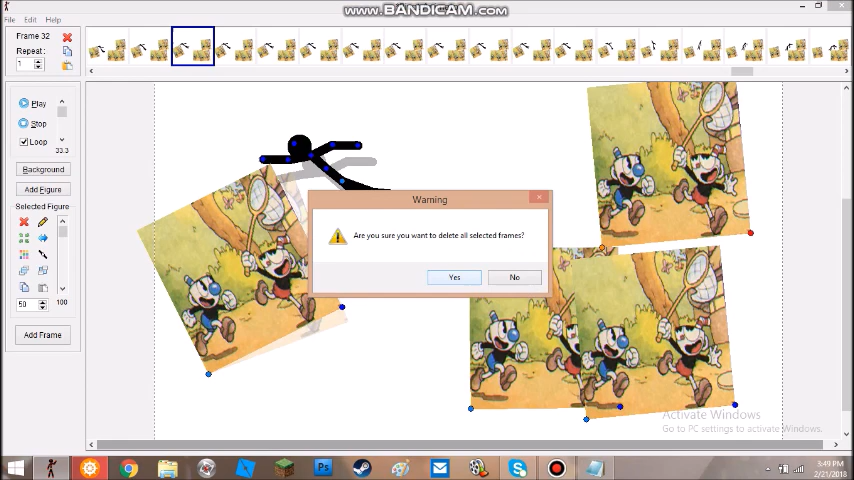 www.BANDICAM.com
File Edit Help
Frame 32
Repeat:
1
Play
Stop
Loop
33.3
Background
Add Figure
Selected Figure
50
100
Add Frame
Warning
Are you sure you want to delete all selected frames?
Yes No
Activate Windows
Go to PC settings to activate Windows.
Ps
3:49 PM
2/21/2018